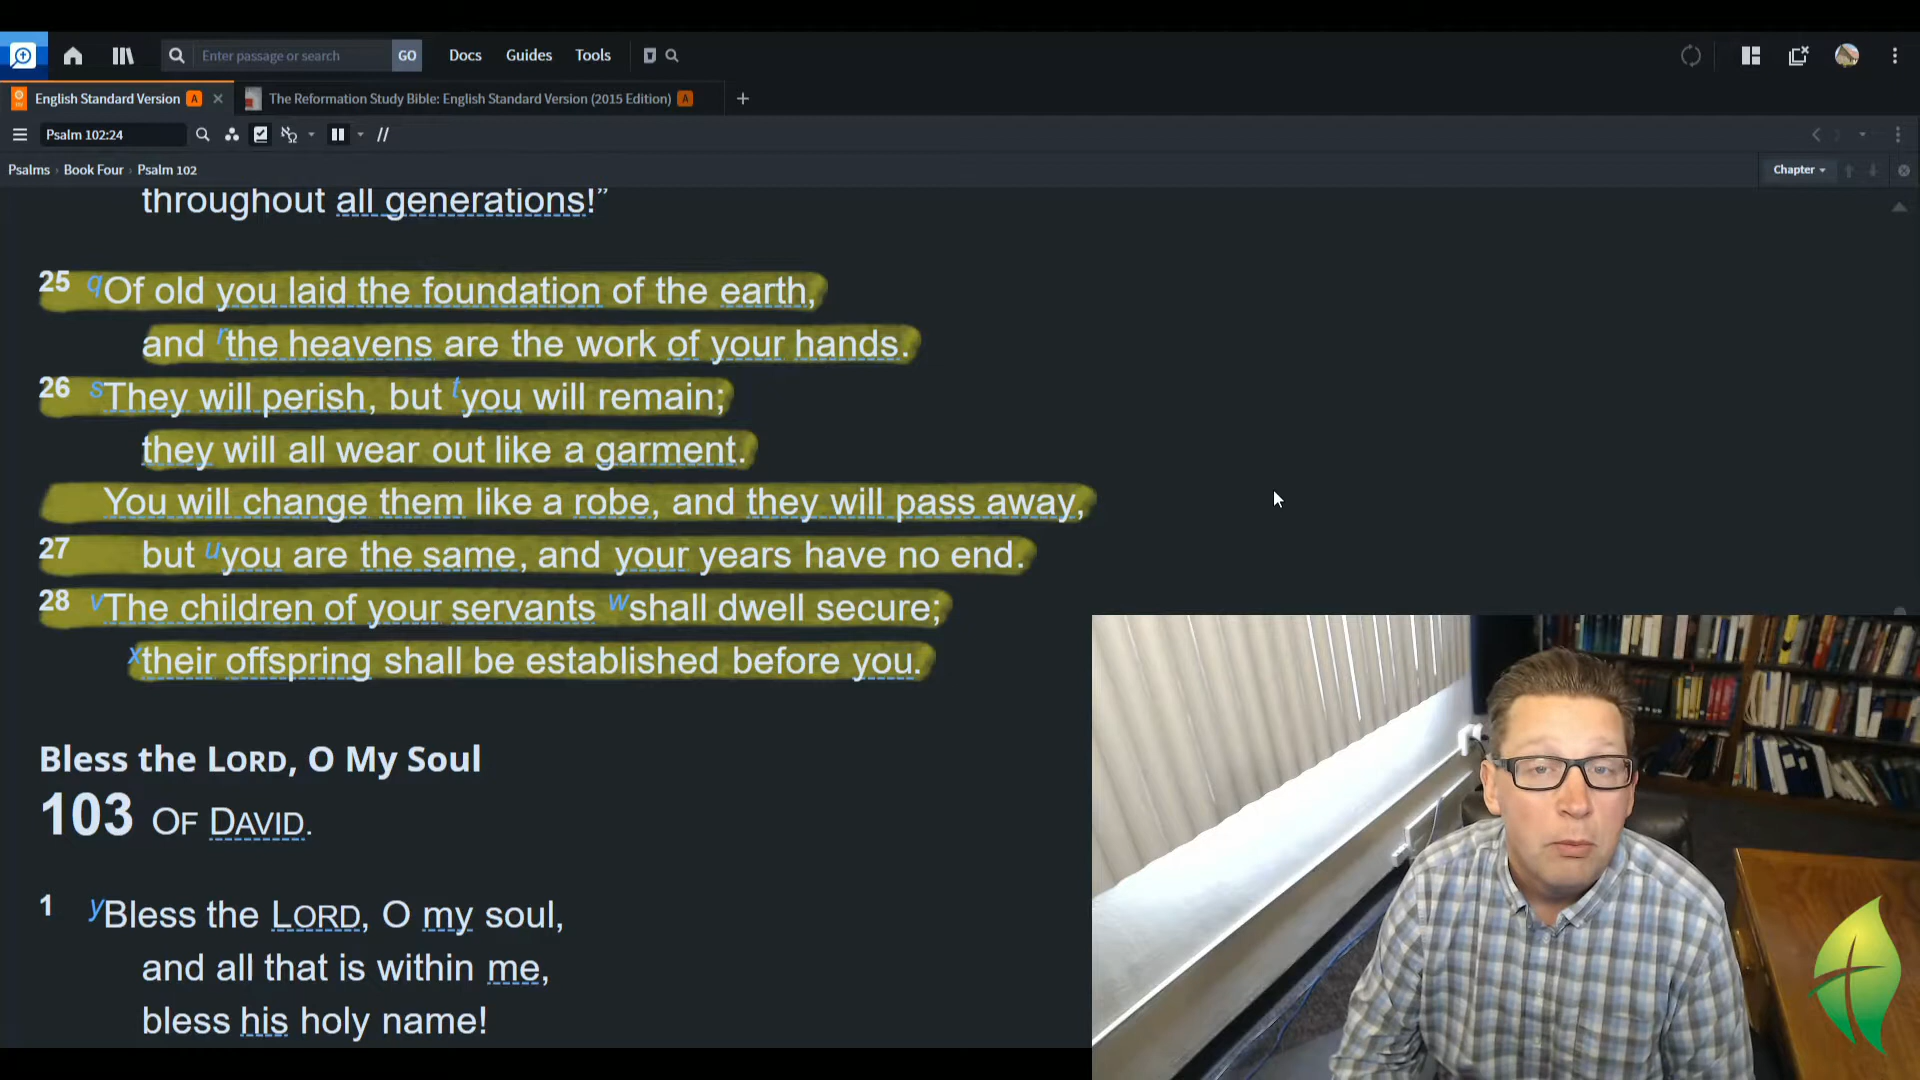 Enter passage or search
GO
Docs
Guides
Tools
English Standard Version A
The Reformation Study Bible: English Standard Version (2015 Edition) A
Psalm 102:24
Psalms › Book Four › Psalm 102
Chapter
throughout all generations!”
25 qOf old you laid the foundation of the earth,
and rthe heavens are the work of your hands.
26 sThey will perish, but tyou will remain;
they will all wear out like a garment.
You will change them like a robe, and they will pass away,
27 but uyou are the same, and your years have no end.
28 vThe children of your servants wshall dwell secure;
xtheir offspring shall be established before you.
Bless the LORD, O My Soul
103 OF DAVID.
1 yBless the LORD, O my soul,
and all that is within me,
bless his holy name!